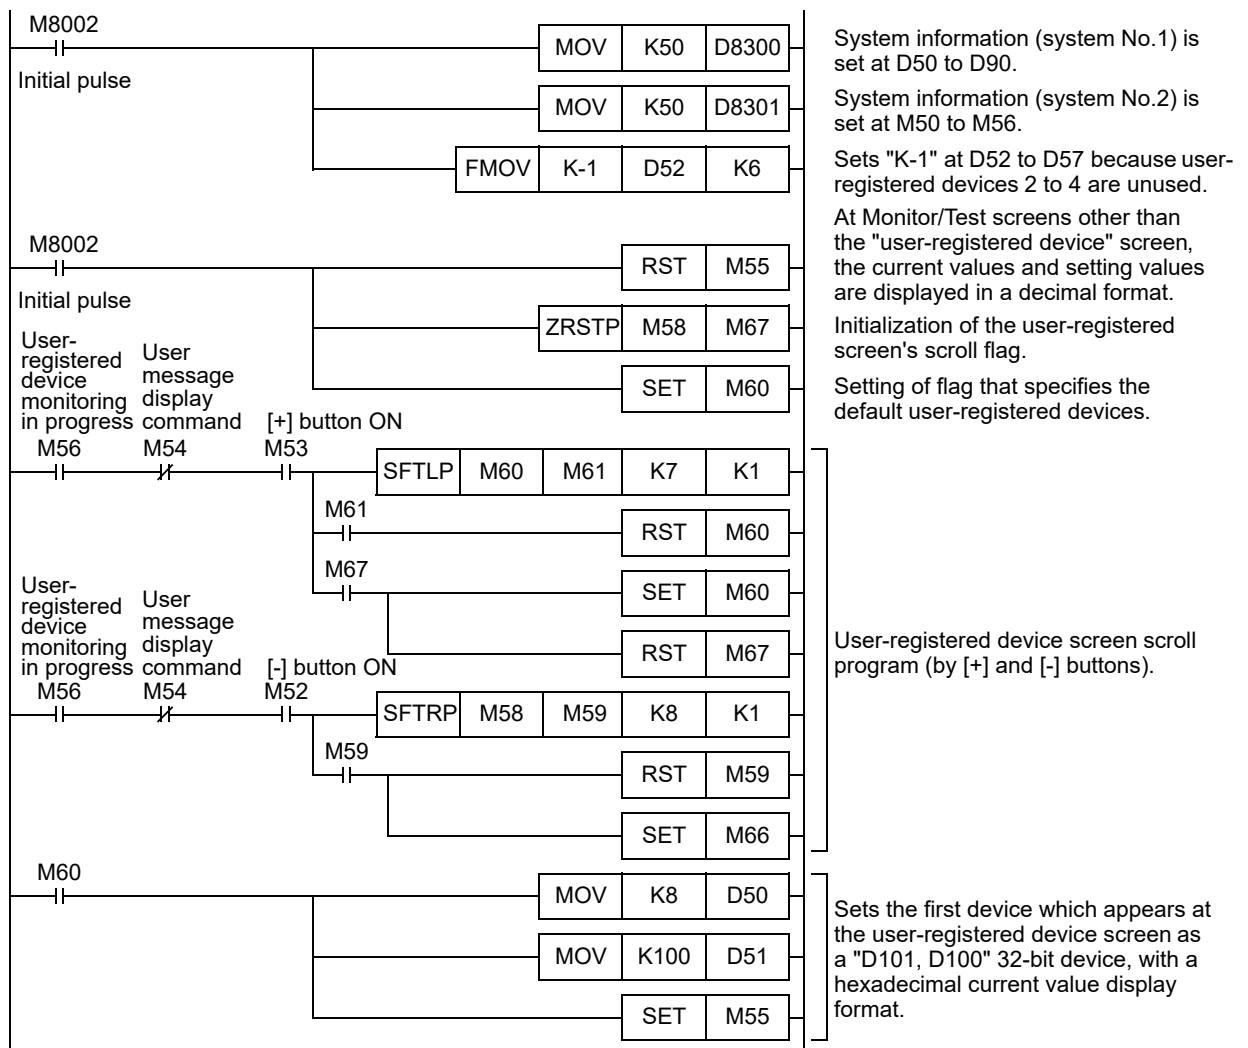 M8002
MOV K50 D8300
Initial pulse
System information (system No.1) is
set at D50 to D90.
MOV K50 D8301
System information (system No.2) is
set at M50 to M56.
FMOV K-1 D52 K6
Sets "K-1" at D52 to D57 because user-
registered devices 2 to 4 are unused.
M8002
RST M55
Initial pulse
At Monitor/Test screens other than
the "user-registered device" screen,
the current values and setting values
are displayed in a decimal format.
ZRSTP M58 M67
Initialization of the user-registered
screen's scroll flag.
SET M60
Setting of flag that specifies the
default user-registered devices.
User-
registered
device
monitoring
in progress
User
message
display
command
[+] button ON
M56 M54 M53
SFTLP M60 M61 K7 K1
M61
RST M60
M67
SET M60
RST M67
User-registered device screen scroll
program (by [+] and [-] buttons).
User-
registered
device
monitoring
in progress
User
message
display
command
[-] button ON
M56 M54 M52
SFTRP M58 M59 K8 K1
M59
RST M59
SET M66
M60
MOV K8 D50
MOV K100 D51
SET M55
Sets the first device which appears at
the user-registered device screen as
a "D101, D100" 32-bit device, with a
hexadecimal current value display
format.